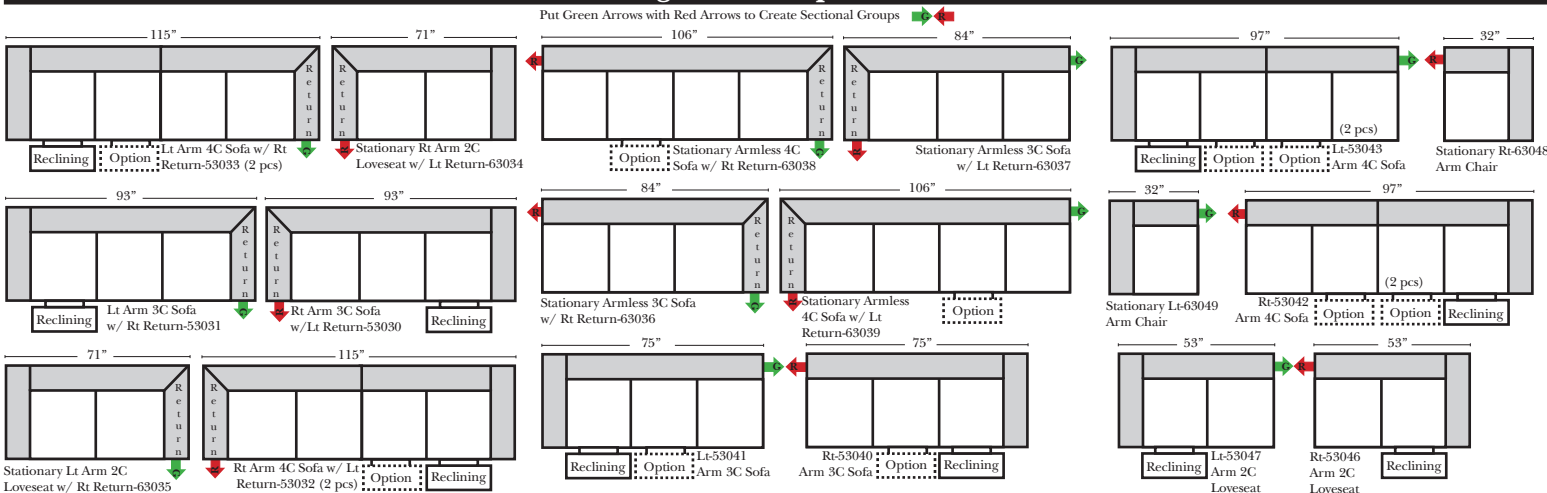 Put Green Arrows with Red Arrows to Create Sectional Groups G R
115” 71”
Return
Return
Reclining
Option
Lt Arm 4C Sofa w/ Rt
Return-53033 (2 pcs)
G
R
Stationary Rt Arm 2C
Loveseat w/ Lt Return-63034
106” 84”
R
Return
Return
G
Option
Stationary Armless 4C
Sofa w/ Rt Return-63038
G
R
Stationary Armless 3C Sofa
w/ Lt Return-63037
97” 32”
G
R
(2 pcs)
Reclining
Option
Option
Lt-53043
Arm 4C Sofa
Stationary Rt-63048
Arm Chair
93” 93”
Return
Return
Reclining
Lt Arm 3C Sofa
w/ Rt Return-53031
G
R
Rt Arm 3C Sofa
w/Lt Return-53030
Reclining
84” 106”
R
Return
Return
G
Stationary Armless 3C Sofa
w/ Rt Return-63036
G
R
Stationary Armless
4C Sofa w/ Lt
Return-63039
Option
32” 97”
G
R
(2 pcs)
Stationary Lt-63049
Arm Chair
Rt-53042
Arm 4C Sofa
Option
Option
Reclining
71” 115”
Return
Return
Stationary Lt Arm 2C
Loveseat w/ Rt Return-63035
G
R
Rt Arm 4C Sofa w/ Lt
Return-53032 (2 pcs)
Option
Reclining
75” 75”
G
R
Reclining
Option
Lt-53041
Arm 3C Sofa
Rt-53040
Arm 3C Sofa
Option
Reclining
53” 53”
G
R
Reclining
Lt-53047
Arm 2C
Loveseat
Rt-53046
Arm 2C
Loveseat
Reclining